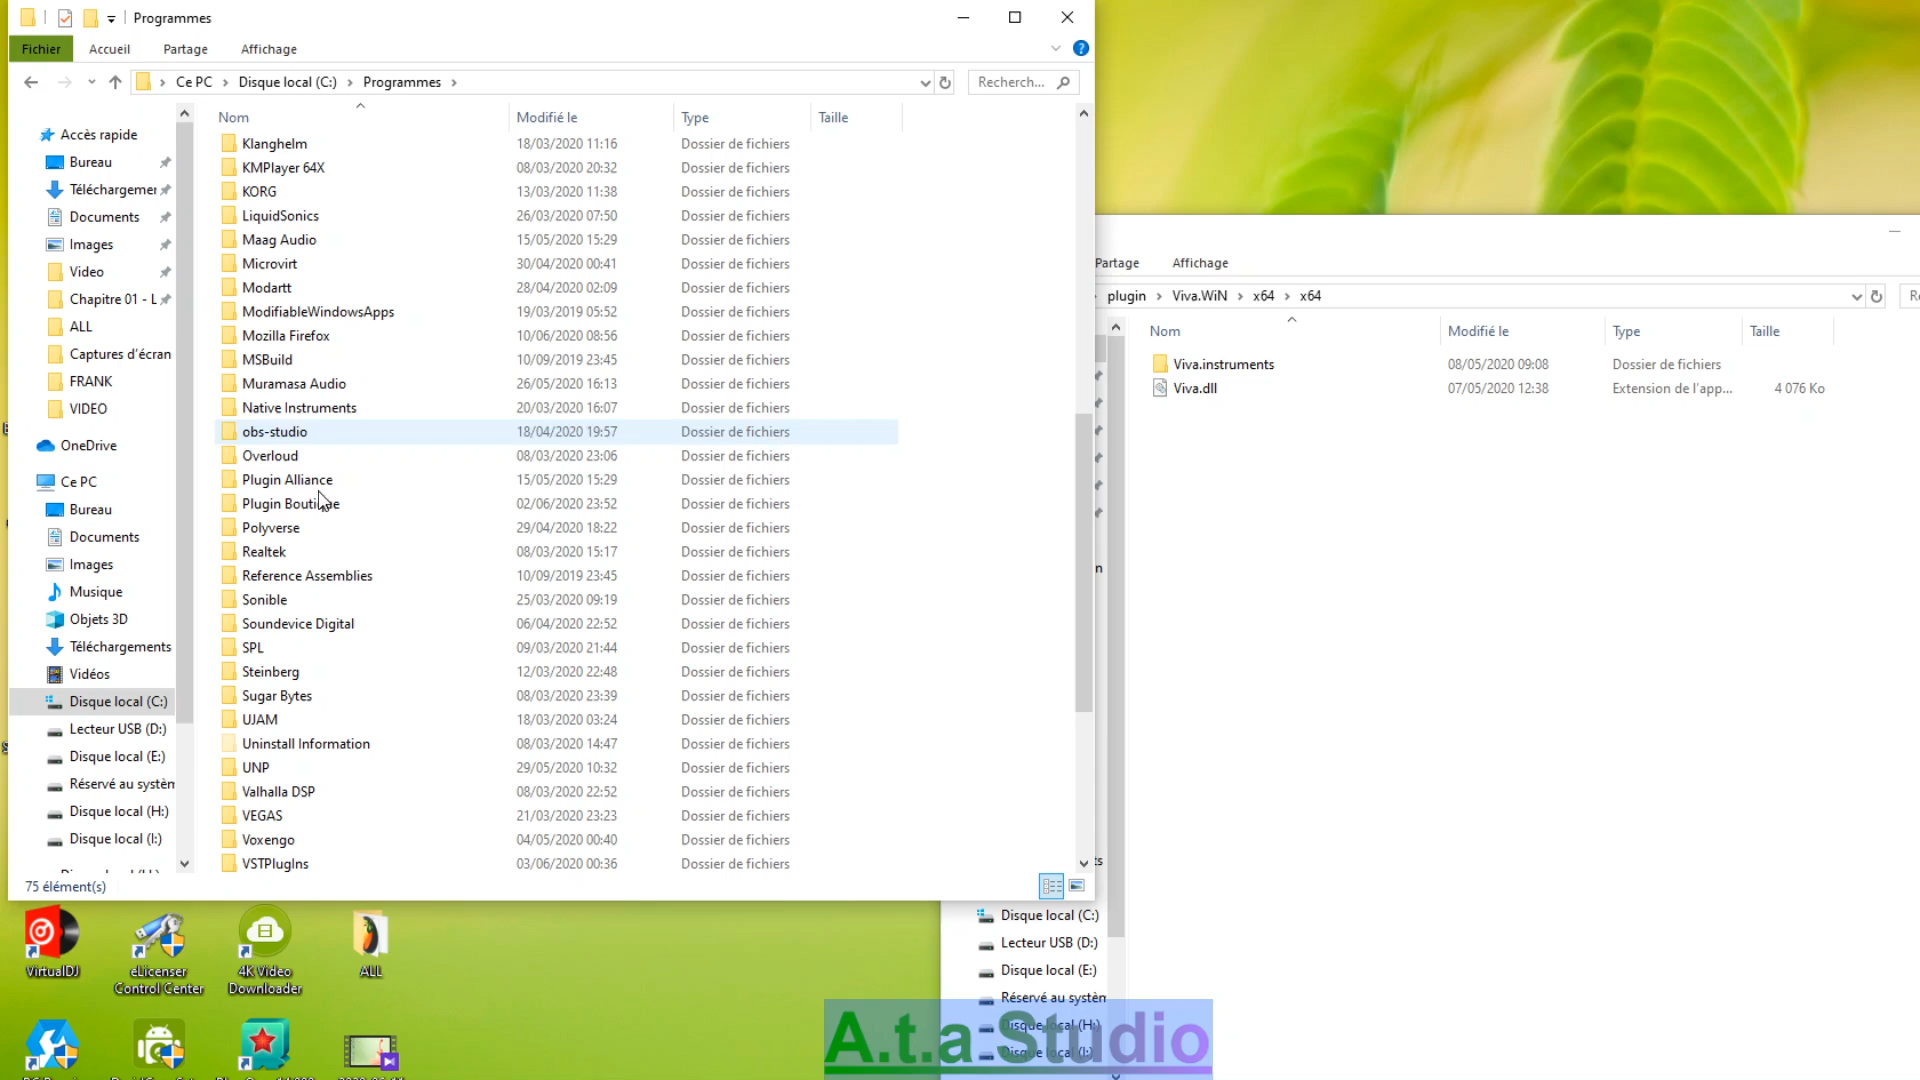 Programmes
Fichier Accueil Partage Affichage
Ce PC > Disque local (C:) > Programmes > Recherch...
Nom Modifié le Type Taille
Accès rapide
Bureau
Téléchargemer
Documents
Images
Video
Chapitre 01 - L
ALL
Captures d'écran
FRANK
VIDEO
OneDrive
Ce PC
Bureau
Documents
Images
Musique
Objets 3D
Téléchargements
Vidéos
Disque local (C:)
Lecteur USB (D:)
Disque local (E:)
Réservé au systèn
Disque local (H:)
Disque local (I:)
Klanghelm 18/03/2020 11:16 Dossier de fichiers
KMPlayer 64X 08/03/2020 20:32 Dossier de fichiers
KORG 13/03/2020 11:38 Dossier de fichiers
LiquidSonics 26/03/2020 07:50 Dossier de fichiers
Maag Audio 15/05/2020 15:29 Dossier de fichiers
Microvirt 30/04/2020 00:41 Dossier de fichiers
Modartt 28/04/2020 02:09 Dossier de fichiers
ModifiableWindowsApps 19/03/2019 05:52 Dossier de fichiers
Mozilla Firefox 10/06/2020 08:56 Dossier de fichiers
MSBuild 10/09/2019 23:45 Dossier de fichiers
Muramasa Audio 26/05/2020 16:13 Dossier de fichiers
Native Instruments 20/03/2020 16:07 Dossier de fichiers
obs-studio 18/04/2020 19:57 Dossier de fichiers
Overloud 08/03/2020 23:06 Dossier de fichiers
Plugin Alliance 15/05/2020 15:29 Dossier de fichiers
Plugin Boutique 02/06/2020 23:52 Dossier de fichiers
Polyverse 29/04/2020 18:22 Dossier de fichiers
Realtek 08/03/2020 15:17 Dossier de fichiers
Reference Assemblies 10/09/2019 23:45 Dossier de fichiers
Sonible 25/03/2020 09:19 Dossier de fichiers
Soundevice Digital 06/04/2020 22:52 Dossier de fichiers
SPL 09/03/2020 21:44 Dossier de fichiers
Steinberg 12/03/2020 22:48 Dossier de fichiers
Sugar Bytes 08/03/2020 23:39 Dossier de fichiers
UJAM 18/03/2020 03:24 Dossier de fichiers
Uninstall Information 08/03/2020 14:47 Dossier de fichiers
UNP 29/05/2020 10:32 Dossier de fichiers
Valhalla DSP 08/03/2020 22:52 Dossier de fichiers
VEGAS 21/03/2020 23:23 Dossier de fichiers
Voxengo 04/05/2020 00:40 Dossier de fichiers
VSTPlugIns 03/06/2020 00:36 Dossier de fichiers
75 élément(s)
Partage Affichage
plugin > Viva.WiN > x64 > x64
Nom Modifié le Type Taille
Viva.instruments 08/05/2020 09:08 Dossier de fichiers
Viva.dll 07/05/2020 12:38 Extension de l'app... 4 076 Ko
Disque local (C:)
Lecteur USB (D:)
Disque local (E:)
Réservé au systèn
Disque local (H:)
Disque local (I:)
A.t.a Studio
VirtualDJ
eLicenser
Control Center
4K Video
Downloader
ALL